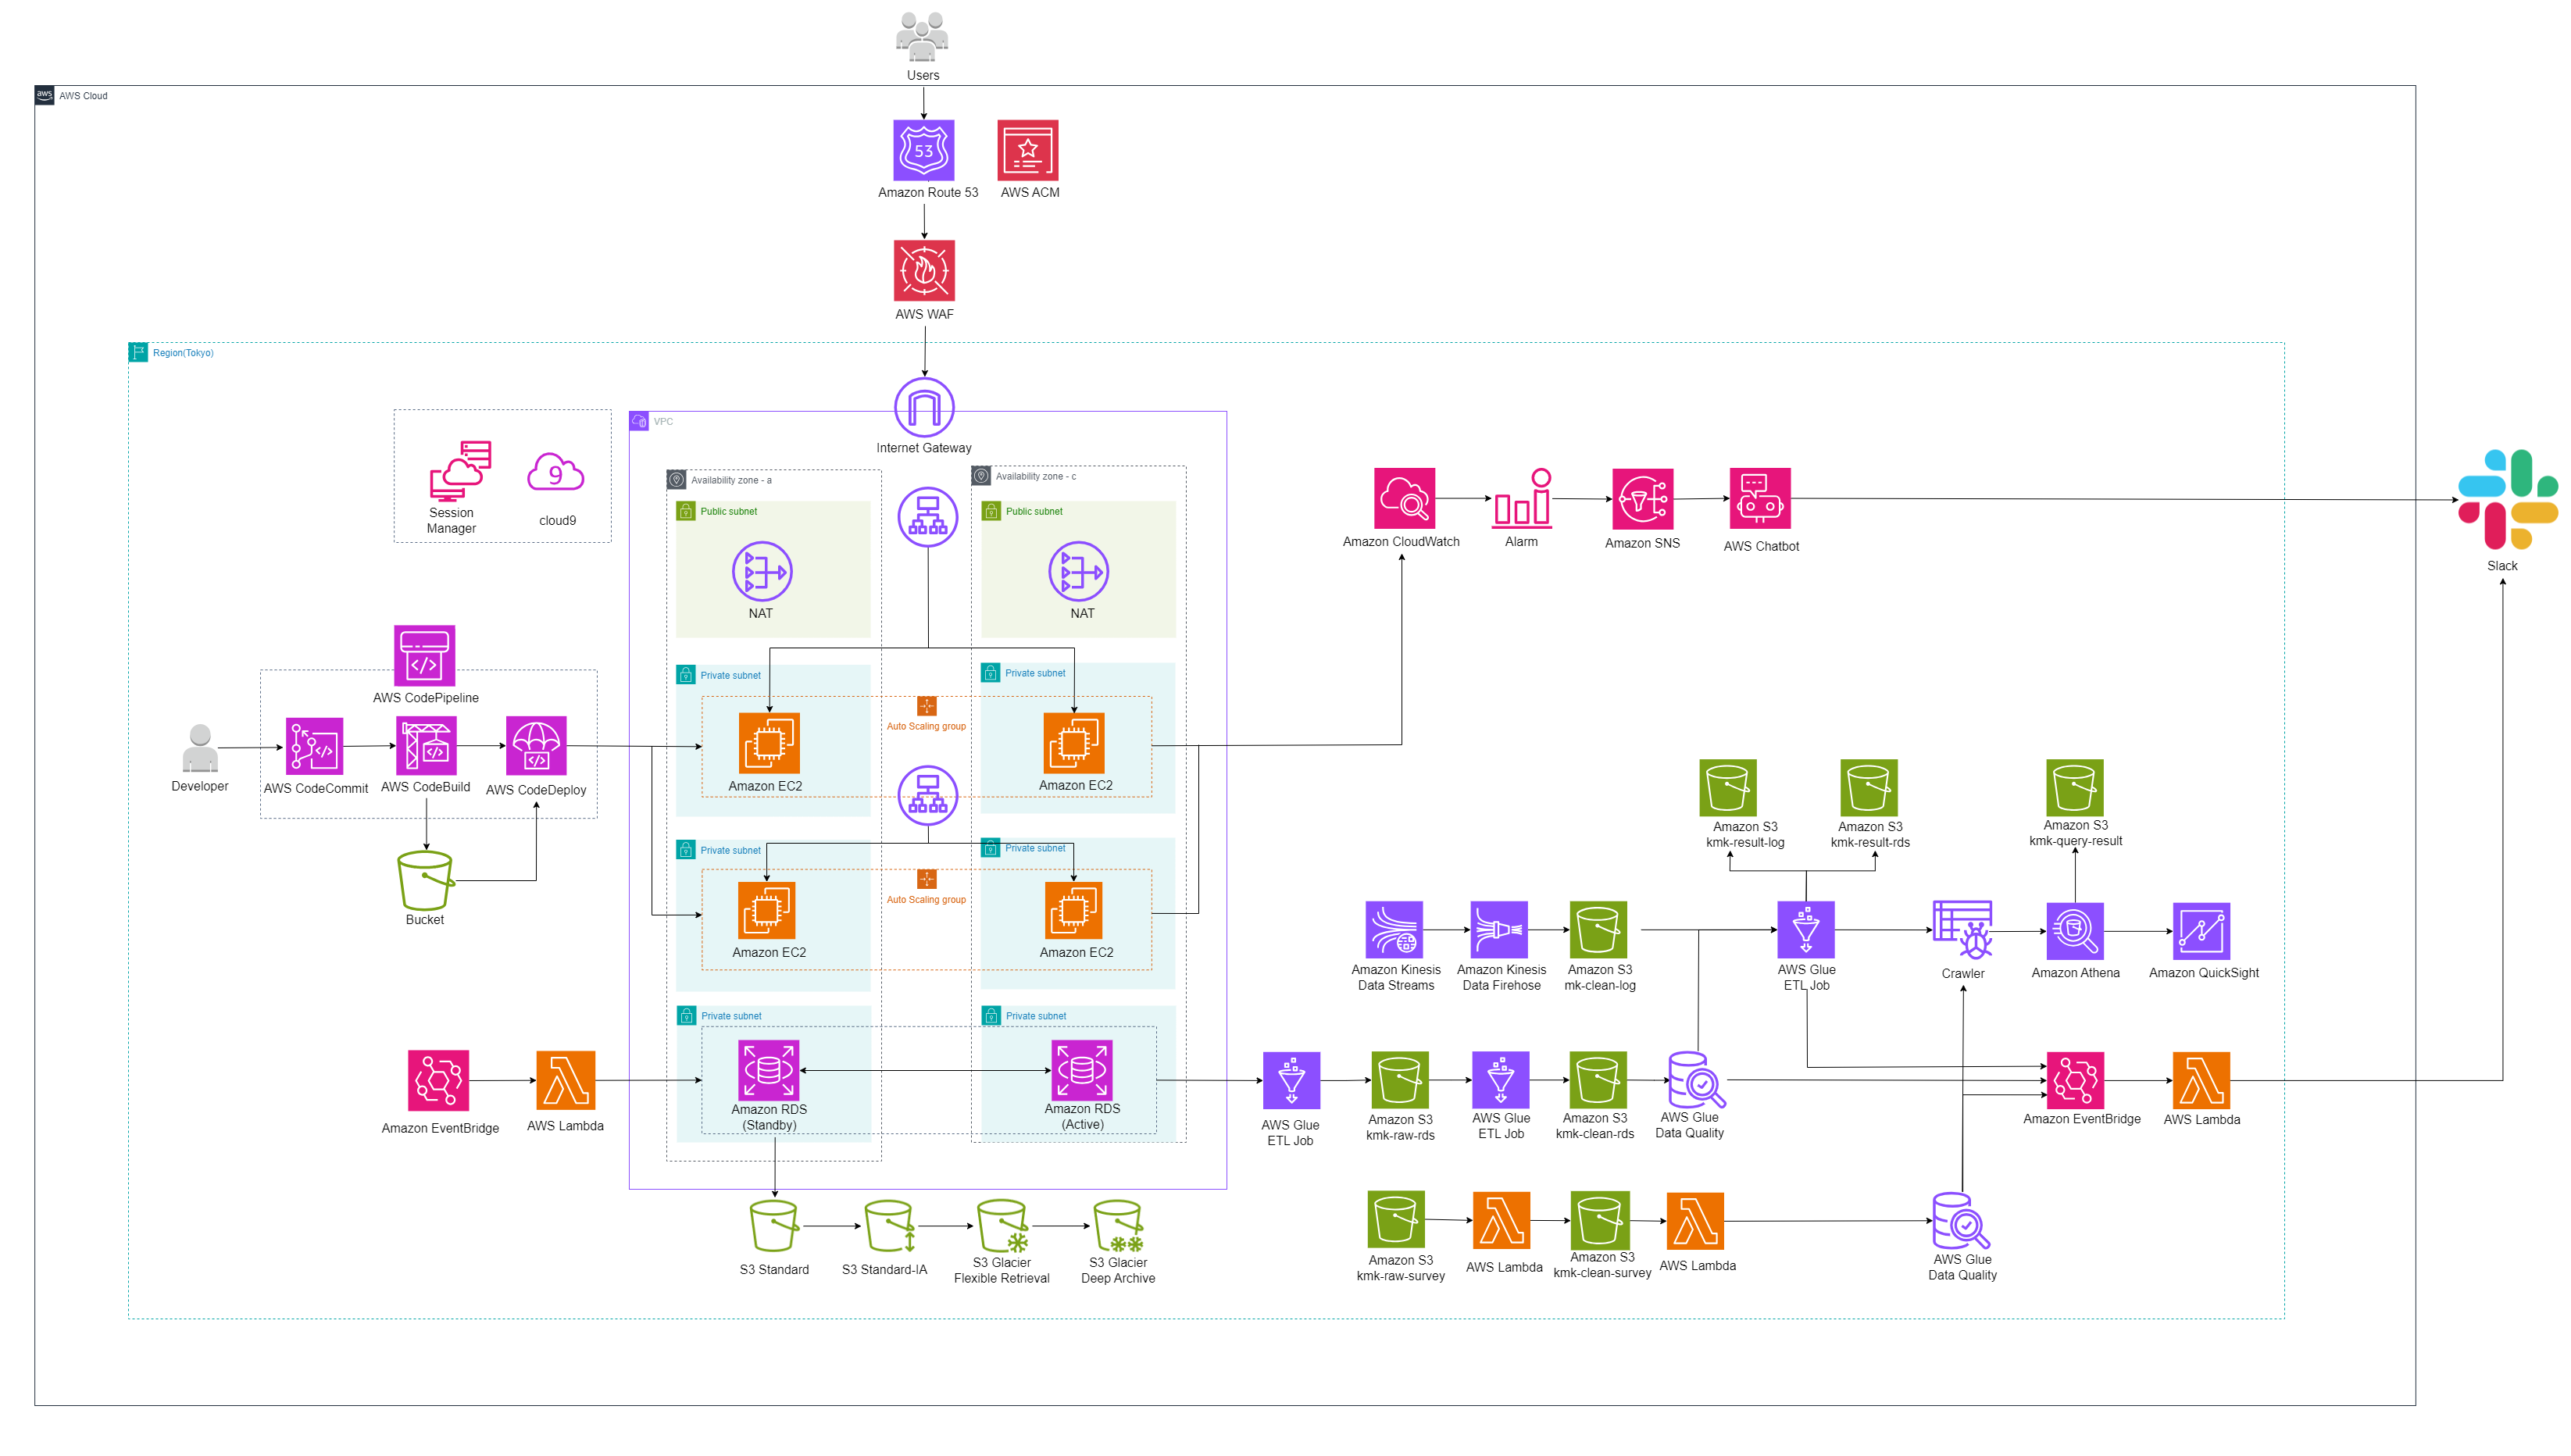 Users
aws
AWS Cloud
53
Amazon Route 53
AWS ACM
AWS WAF
Region(Tokyo)
VPC
Internet Gateway
Session
Manager
9
cloud9
Availability zone - a
Availability zone - c
Public subnet
Public subnet
NAT
NAT
Amazon CloudWatch
Alarm
Amazon SNS
AWS Chatbot
Slack
AWS CodePipeline
Developer
AWS CodeCommit
AWS CodeBuild
AWS CodeDeploy
Bucket
Private subnet
Private subnet
Auto Scaling group
Amazon EC2
Amazon EC2
Private subnet
Private subnet
Auto Scaling group
Amazon EC2
Amazon EC2
Amazon S3
kmk-result-log
Amazon S3
kmk-result-rds
Amazon S3
kmk-query-result
Amazon Kinesis
Data Streams
Amazon Kinesis
Data Firehose
Amazon S3
mk-clean-log
AWS Glue
ETL Job
Crawler
Amazon Athena
Amazon QuickSight
Private subnet
Private subnet
Amazon EventBridge
AWS Lambda
Amazon RDS
(Standby)
Amazon RDS
(Active)
AWS Glue
ETL Job
Amazon S3
kmk-raw-rds
AWS Glue
ETL Job
Amazon S3
kmk-clean-rds
AWS Glue
Data Quality
Amazon EventBridge
AWS Lambda
S3 Standard
S3 Standard-IA
S3 Glacier
Flexible Retrieval
S3 Glacier
Deep Archive
Amazon S3
kmk-raw-survey
AWS Lambda
Amazon S3
kmk-clean-survey
AWS Lambda
AWS Glue
Data Quality